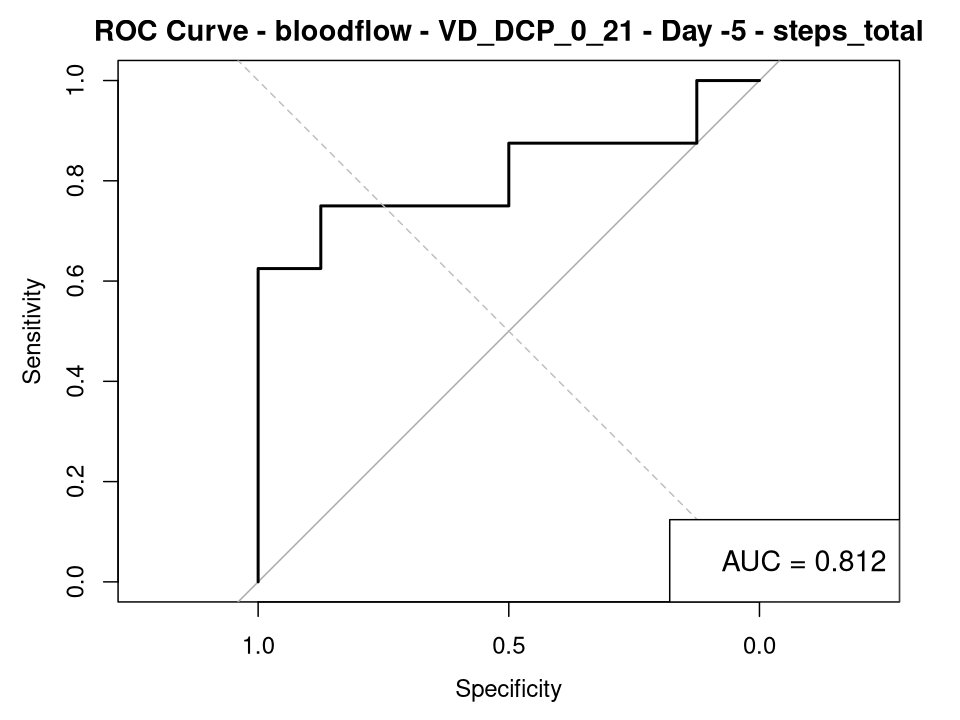 ROC Curve - bloodflow - VD_DCP_0_21 - Day -5 - steps_total
Sensitivity
1.0
0.8
0.6
0.4
0.2
0.0
AUC = 0.812
1.0 0.5 0.0
Specificity